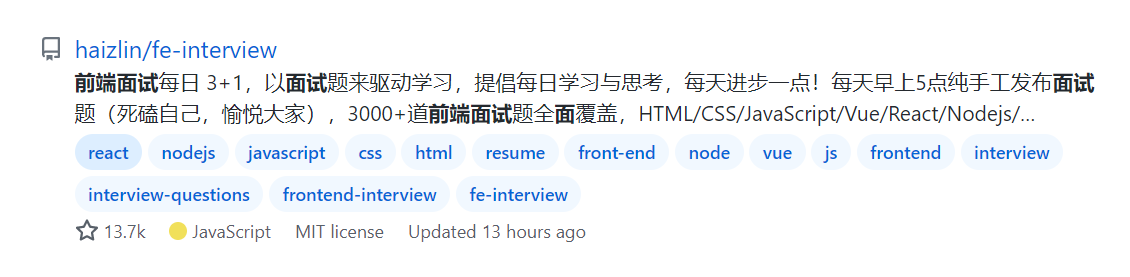 haizlin/fe-interview
前端面试每日 3+1，以面试题来驱动学习，提倡每日学习与思考，每天进步一点！每天早上5点纯手工发布面试
题（死磕自己，愉悦大家），3000+道前端面试题全面覆盖，HTML/CSS/JavaScript/Vue/React/Nodejs/...
react nodejs javascript css html resume front-end node vue js frontend interview
interview-questions frontend-interview fe-interview
13.7k JavaScript MIT license Updated 13 hours ago